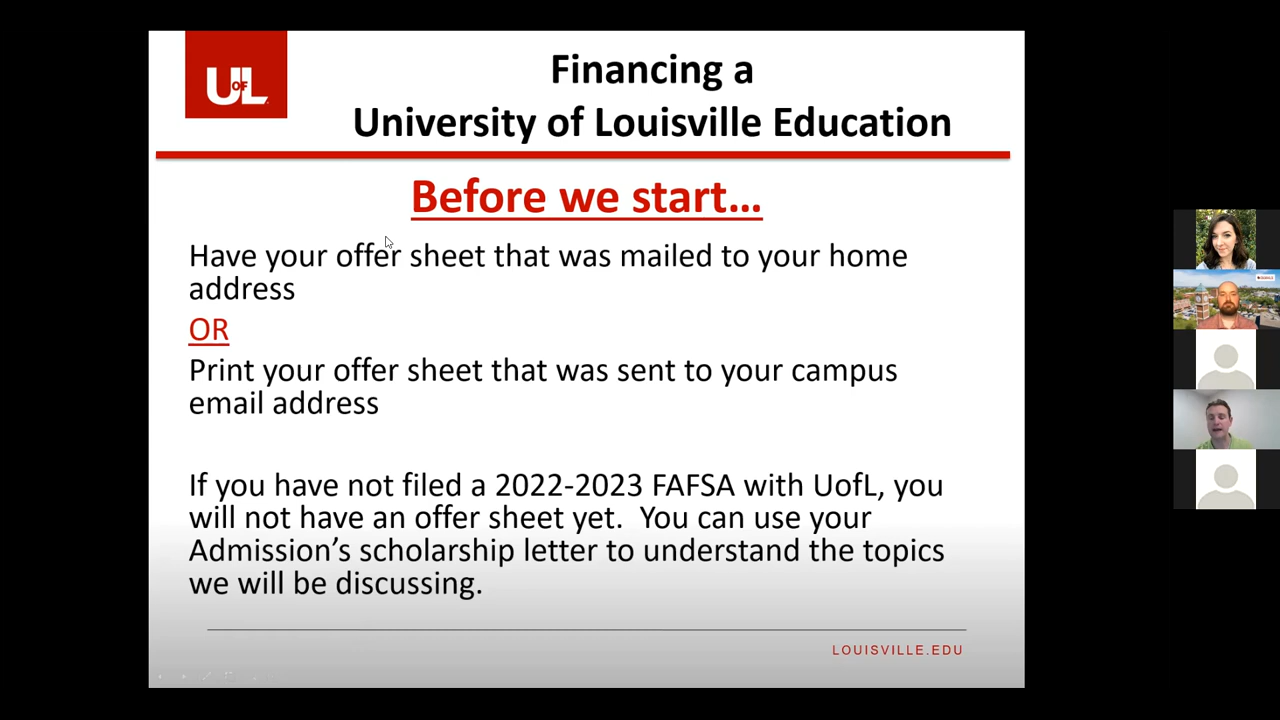 UofL
Financing a
University of Louisville Education
Before we start...
Have your offer sheet that was mailed to your home
address
OR
Print your offer sheet that was sent to your campus
email address
If you have not filed a 2022-2023 FAFSA with UofL, you
will not have an offer sheet yet.  You can use your
Admission’s scholarship letter to understand the topics
we will be discussing.
LOUISVILLE.EDU